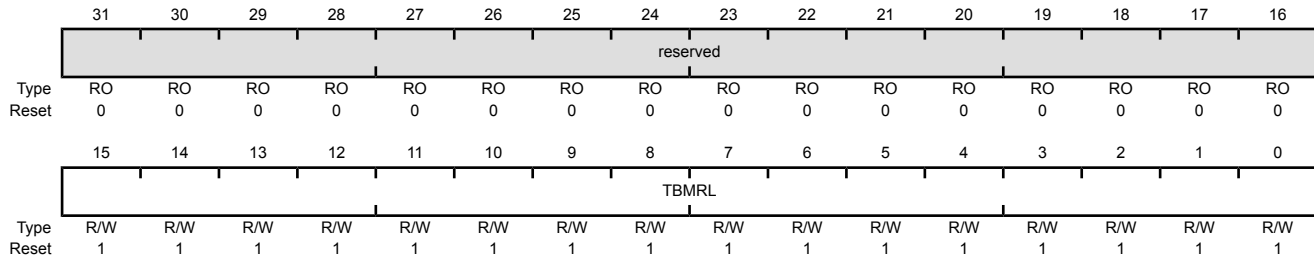 31 30 29 28 27 26 25 24 23 22 21 20 19 18 17 16
reserved
Type RO RO RO RO RO RO RO RO RO RO RO RO RO RO RO RO
Reset 0 0 0 0 0 0 0 0 0 0 0 0 0 0 0 0
15 14 13 12 11 10 9 8 7 6 5 4 3 2 1 0
TBMRL
Type R/W R/W R/W R/W R/W R/W R/W R/W R/W R/W R/W R/W R/W R/W R/W R/W
Reset 1 1 1 1 1 1 1 1 1 1 1 1 1 1 1 1